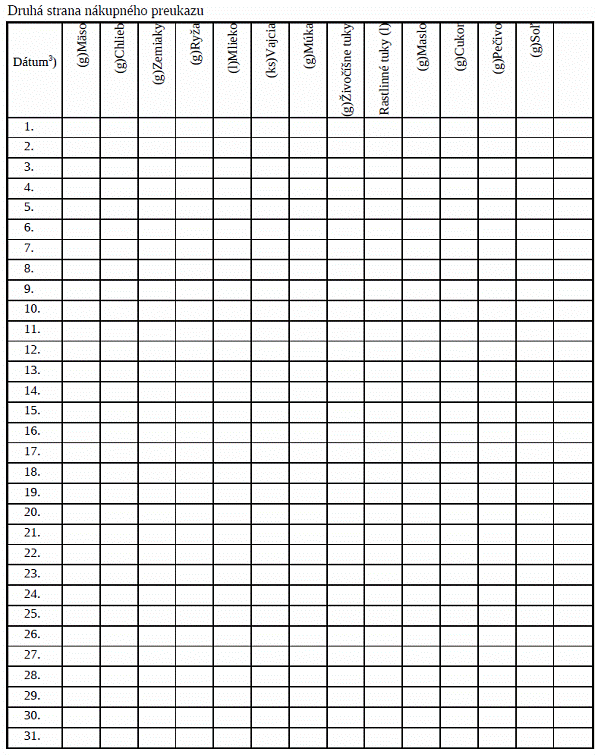 Druhá strana nákupného preukazu
Dátum³)
(g)Mäso
(g)Chlieb
(g)Zemiaky
(g)Ryža
(l)Mlieko
(ks)Vajcia
(g)Múka
(g)Živočíšne tuky
Rastlinné tuky (l)
(g)Maslo
(g)Cukor
(g)Pečivo
(g)Soľ
1.
2.
3.
4.
5.
6.
7.
8.
9.
10.
11.
12.
13.
14.
15.
16.
17.
18.
19.
20.
21.
22.
23.
24.
25.
26.
27.
28.
29.
30.
31.